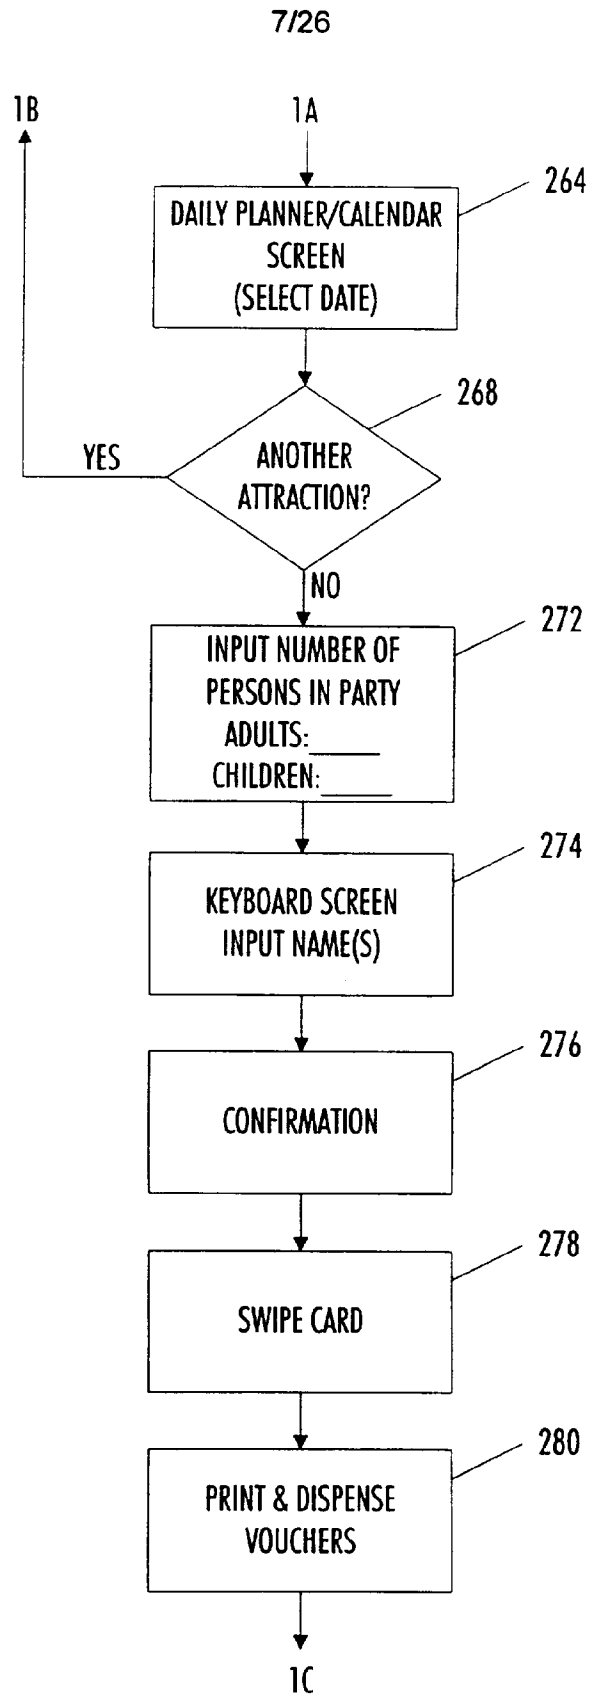 7/26
1B
1A
264
DAILY PLANNER/CALENDAR
SCREEN
(SELECT DATE)
268
YES
ANOTHER
ATTRACTION?
NO
272
INPUT NUMBER OF
PERSONS IN PARTY
ADULTS:_____
CHILDREN:_____
274
KEYBOARD SCREEN
INPUT NAME(S)
276
CONFIRMATION
278
SWIPE CARD
280
PRINT & DISPENSE
VOUCHERS
1C